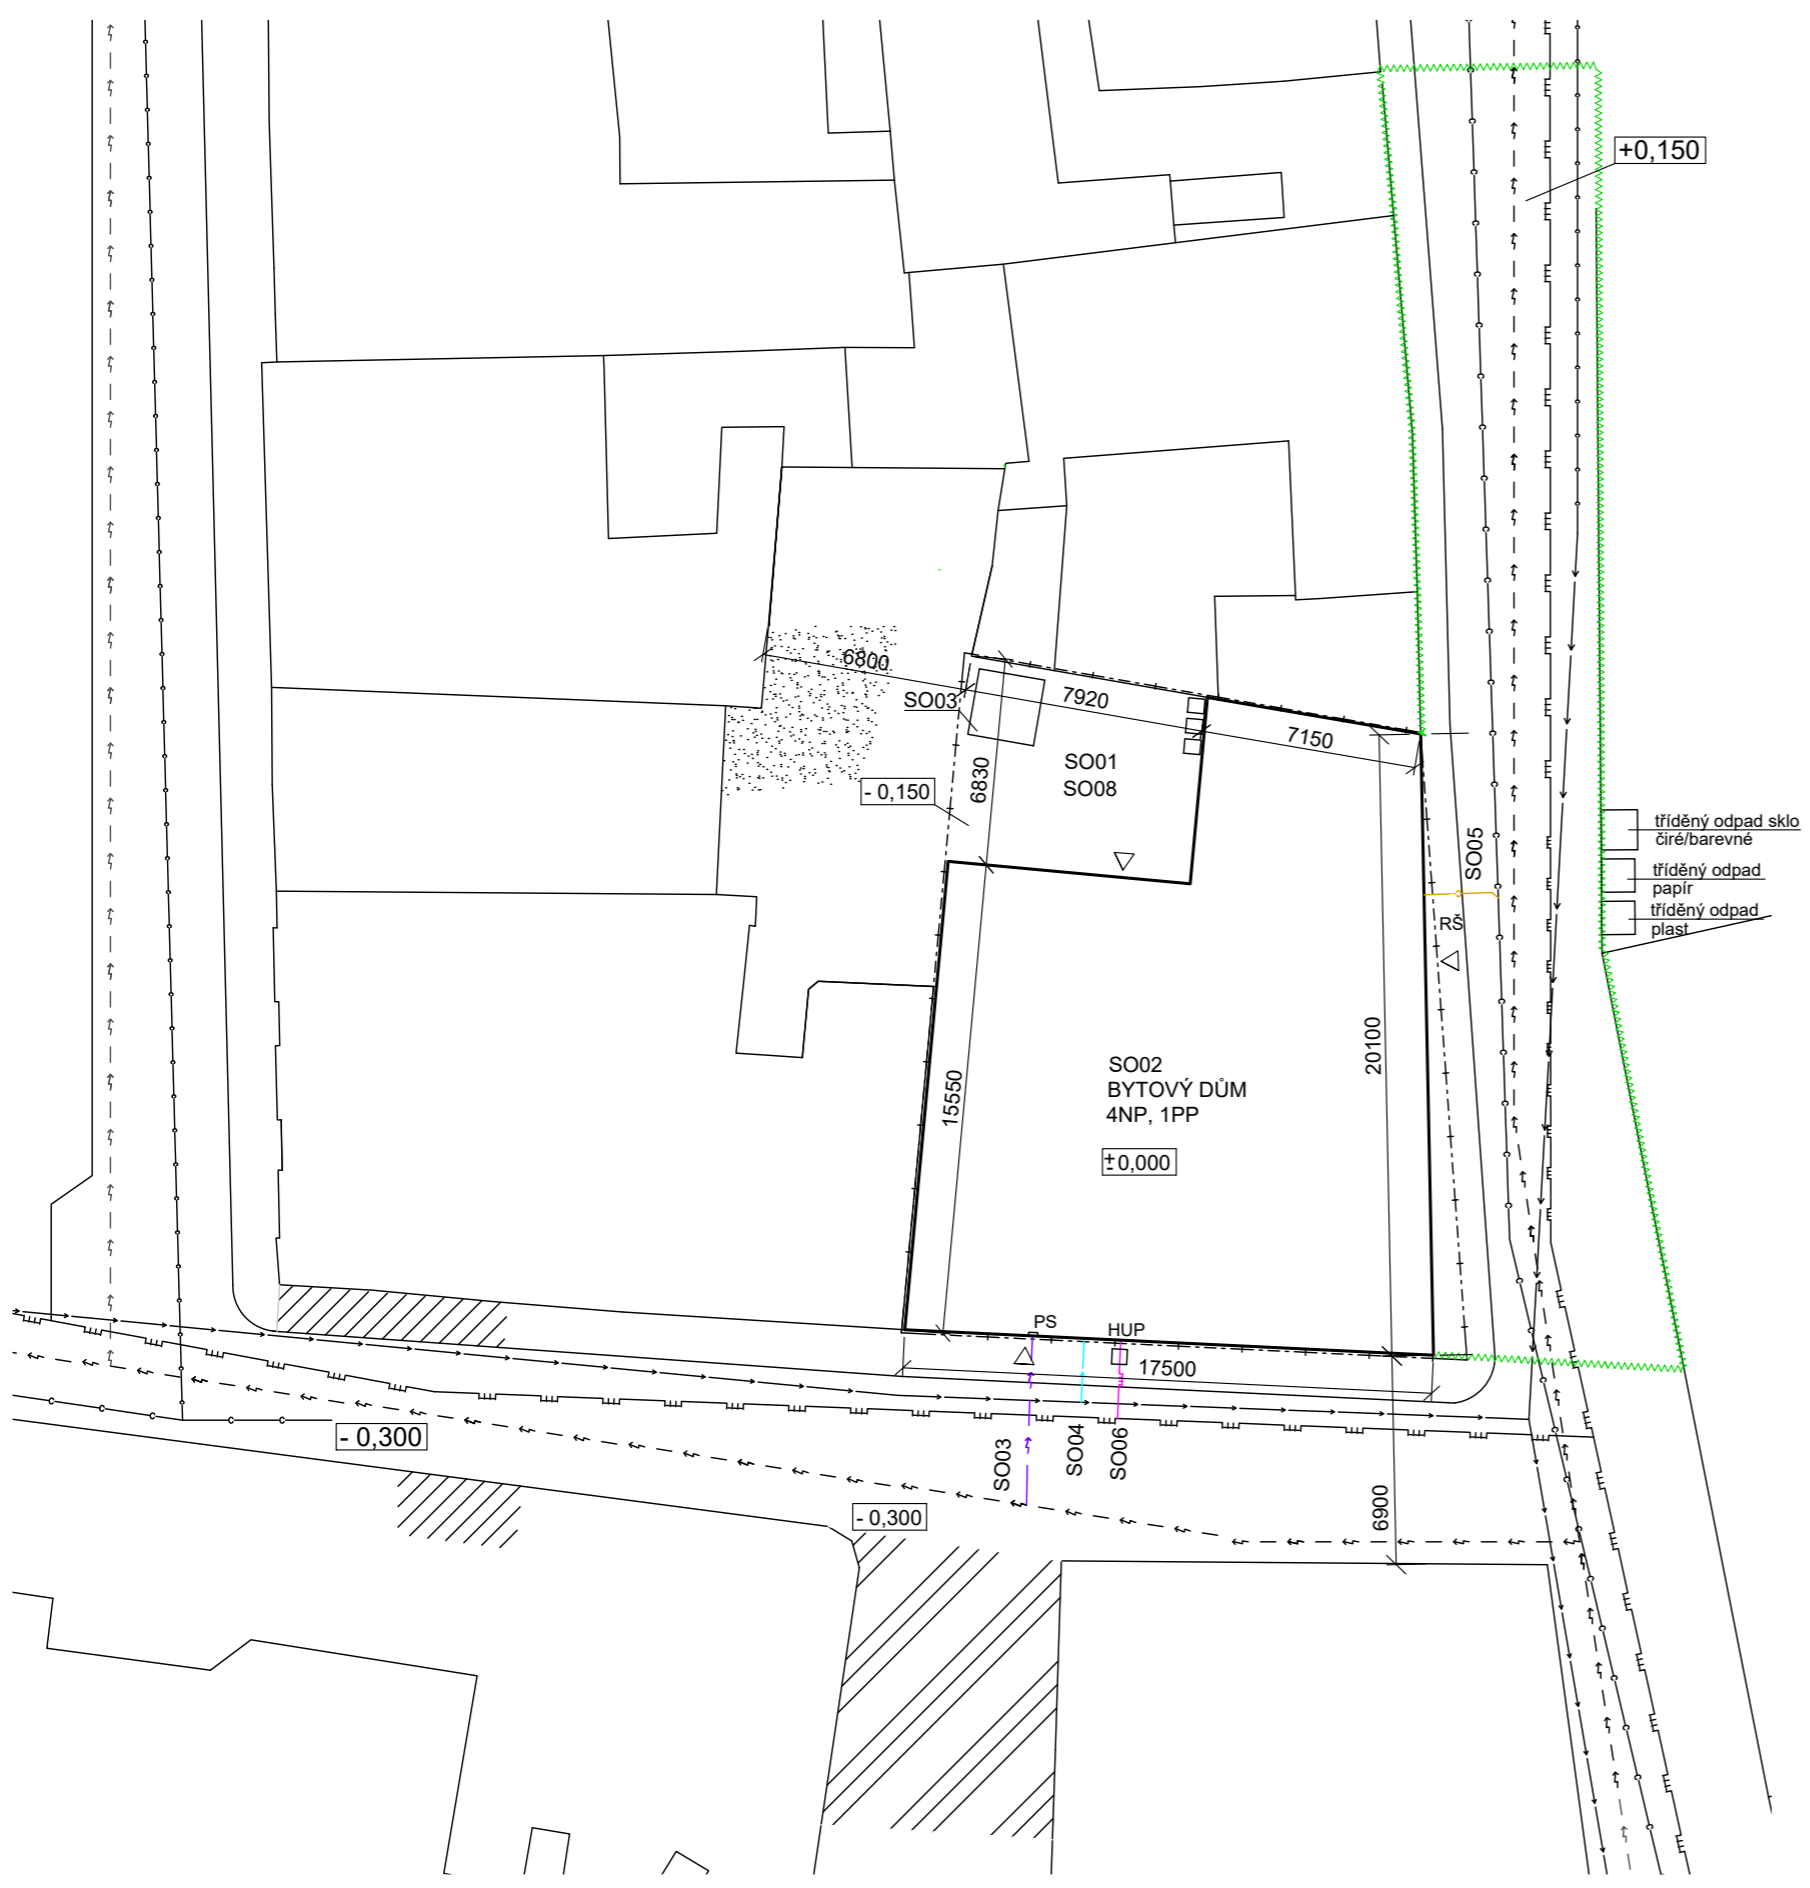 +0,150
6800
SO03
7920
7150
6830
SO01
SO08
- 0,150
tříděný odpad sklo
čiré/barevné
tříděný odpad
papír
tříděný odpad
plast
SO05
RŠ
20100
15550
SO02
BYTOVÝ DŮM
4NP, 1PP
±0,000
PS
HUP
17500
- 0,300
SO03
SO04
SO06
- 0,300
6900